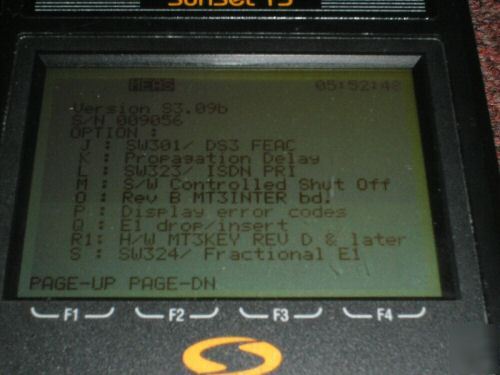 SunSet T3
MEAS 05:52:48
Version S3.09b
S/N 009056
OPTION :
J : SW301/ DS3 FEAC
K : Propagation Delay
L : SW323/ ISDN PRI
M : S/W Controlled Shut Off
O : Rev B MT3INTER bd.
P : Display error codes
Q : E1 drop/insert
R1: H/W MT3KEY REV D & later
S : SW324/ Fractional E1
PAGE-UP PAGE-DN
F1 F2 F3 F4